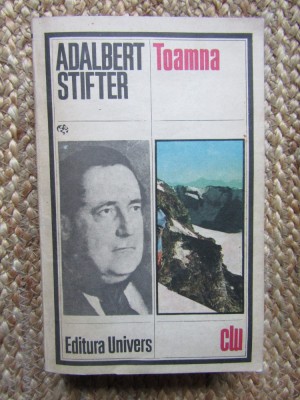 ADALBERT
STIFTER
Toamna
Editura Univers
clu